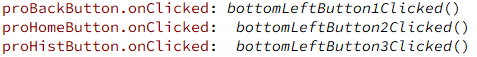 proBackButton.onClicked: bottomLeftButton1Clicked()
proHomeButton.onClicked:  bottomLeftButton2Clicked()
proHistButton.onClicked:  bottomLeftButton3Clicked()